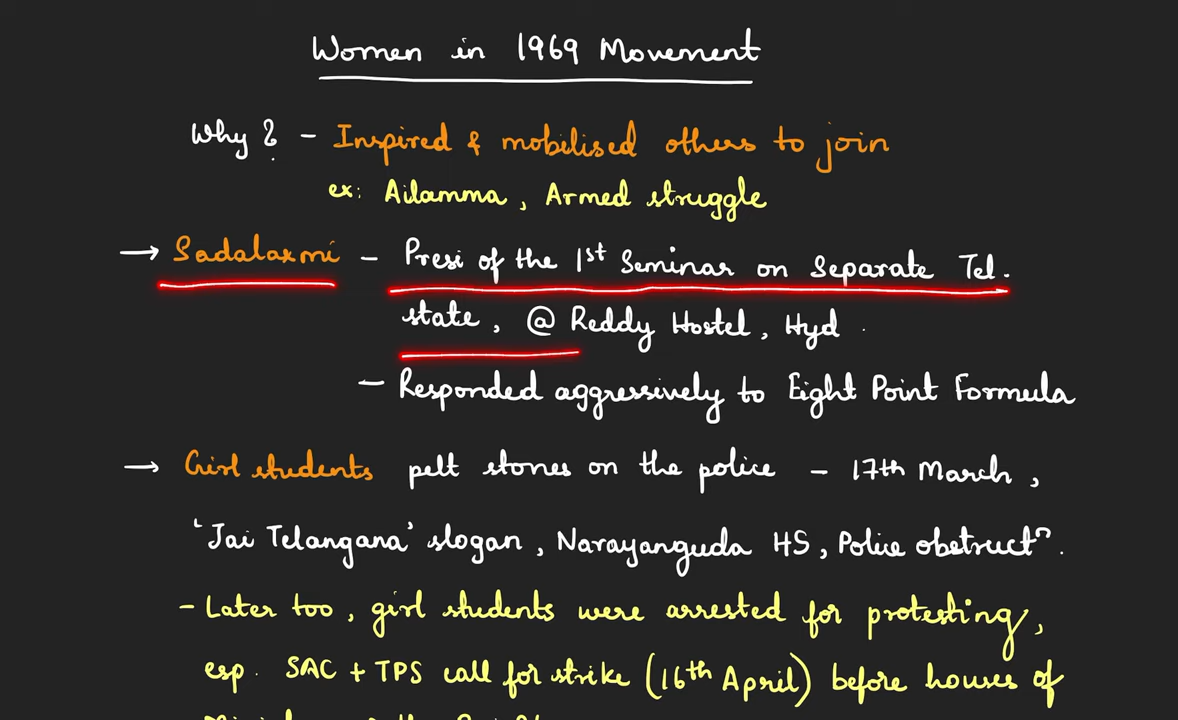 Women in 1969 Movement
Why? - Inspired & mobilised others to join
ex: Ailamma, Armed struggle
→ Sadalaxmi - Presi of the 1st Seminar on Separate Tel.
state, @ Reddy Hostel, Hyd.
- Responded aggressively to Eight Point Formula
→ Girl students pelt stones on the police - 17th March,
'Jai Telangana' slogan, Narayanguda HS, Police obstructⁿ.
- Later too, girl students were arrested for protesting,
esp. SAC + TPS call for strike (16th April) before houses of